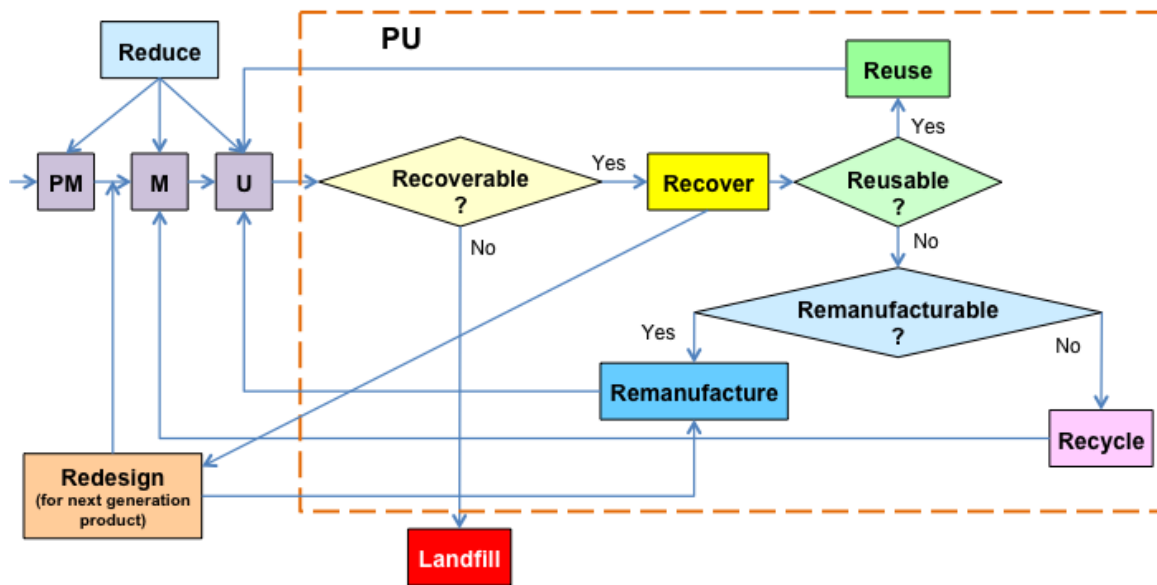 PU
Reduce
Reuse
Yes
PM
M
U
Recoverable
?
Yes
Recover
Reusable
?
No
No
Remanufacturable
?
Yes
No
Remanufacture
Recycle
Redesign
(for next generation
product)
Landfill